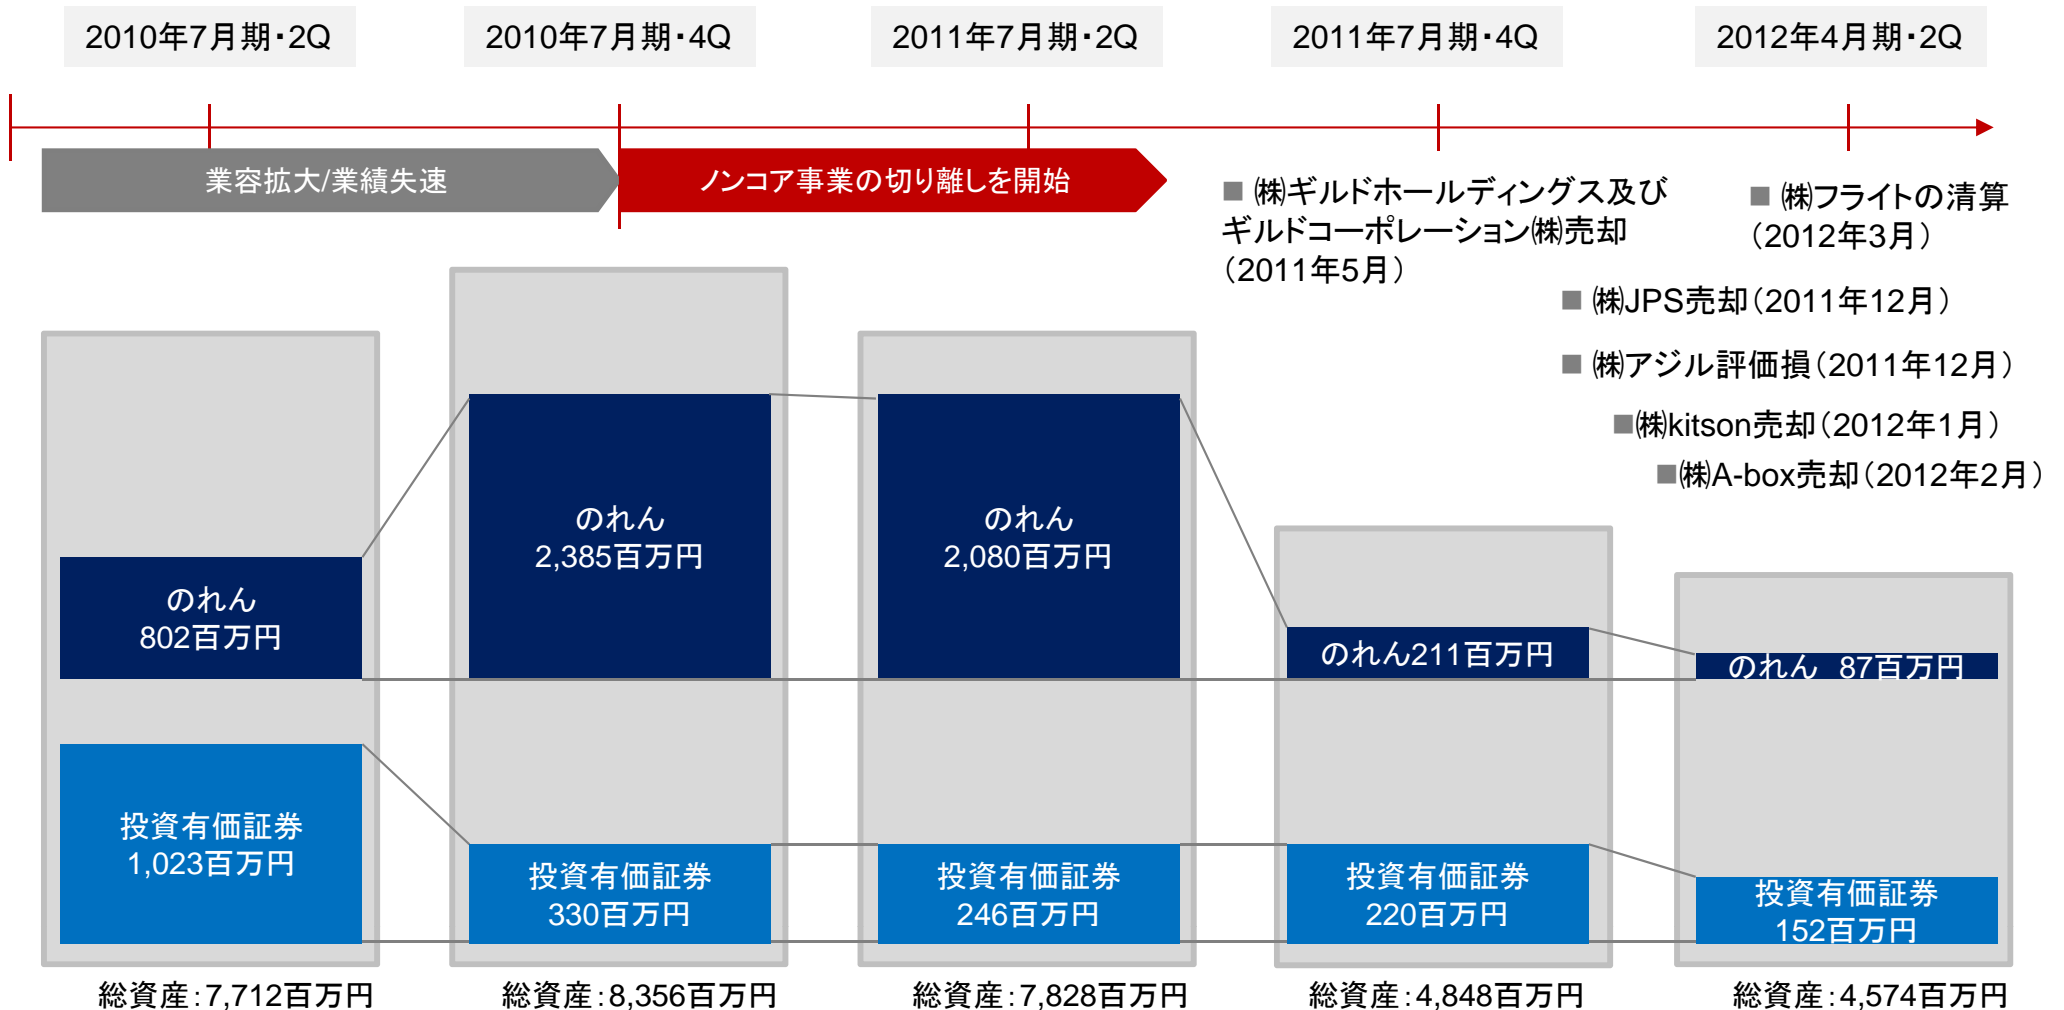 2010年7月期･2Q
2010年7月期･4Q
2011年7月期･2Q
2011年7月期･4Q
2012年4月期･2Q
業容拡大/業績失速
ノンコア事業の切り離しを開始
■ ㈱ギルドホールディングス及び
ギルドコーポレーション㈱売却
（2011年5月）
■ ㈱フライトの清算
（2012年3月）
■ ㈱JPS売却（2011年12月）
■ ㈱アジル評価損（2011年12月）
■㈱kitson売却（2012年1月）
■㈱A-box売却（2012年2月）
のれん
802百万円
のれん
2,385百万円
のれん
2,080百万円
のれん211百万円
のれん　87百万円
投資有価証券
1,023百万円
投資有価証券
330百万円
投資有価証券
246百万円
投資有価証券
220百万円
投資有価証券
152百万円
総資産：7,712百万円
総資産：8,356百万円
総資産：7,828百万円
総資産：4,848百万円
総資産：4,574百万円